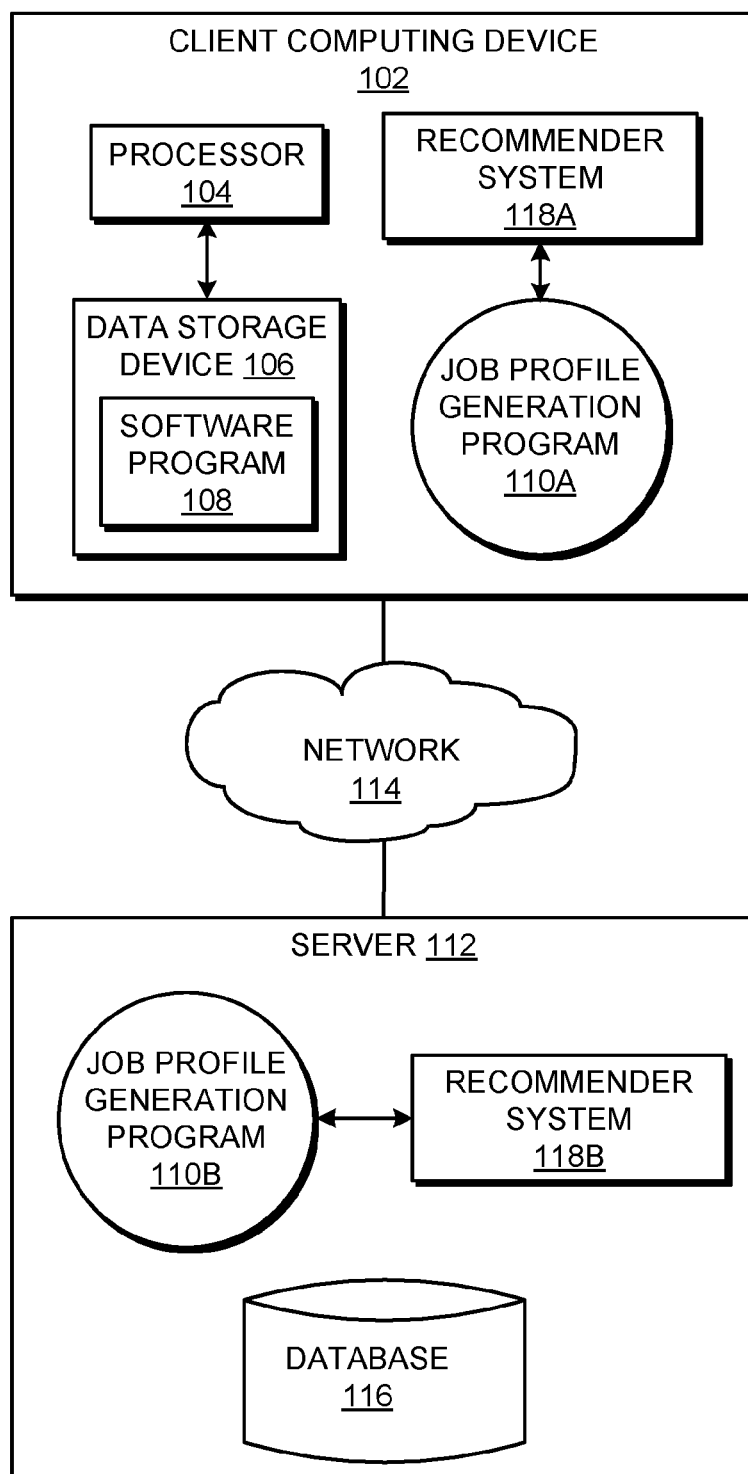 CLIENT COMPUTING DEVICE
102
PROCESSOR
104
RECOMMENDER
SYSTEM
118A
DATA STORAGE
DEVICE 106
SOFTWARE
PROGRAM
108
JOB PROFILE
GENERATION
PROGRAM
110A
NETWORK
114
SERVER 112
JOB PROFILE
GENERATION
PROGRAM
110B
RECOMMENDER
SYSTEM
118B
DATABASE
116